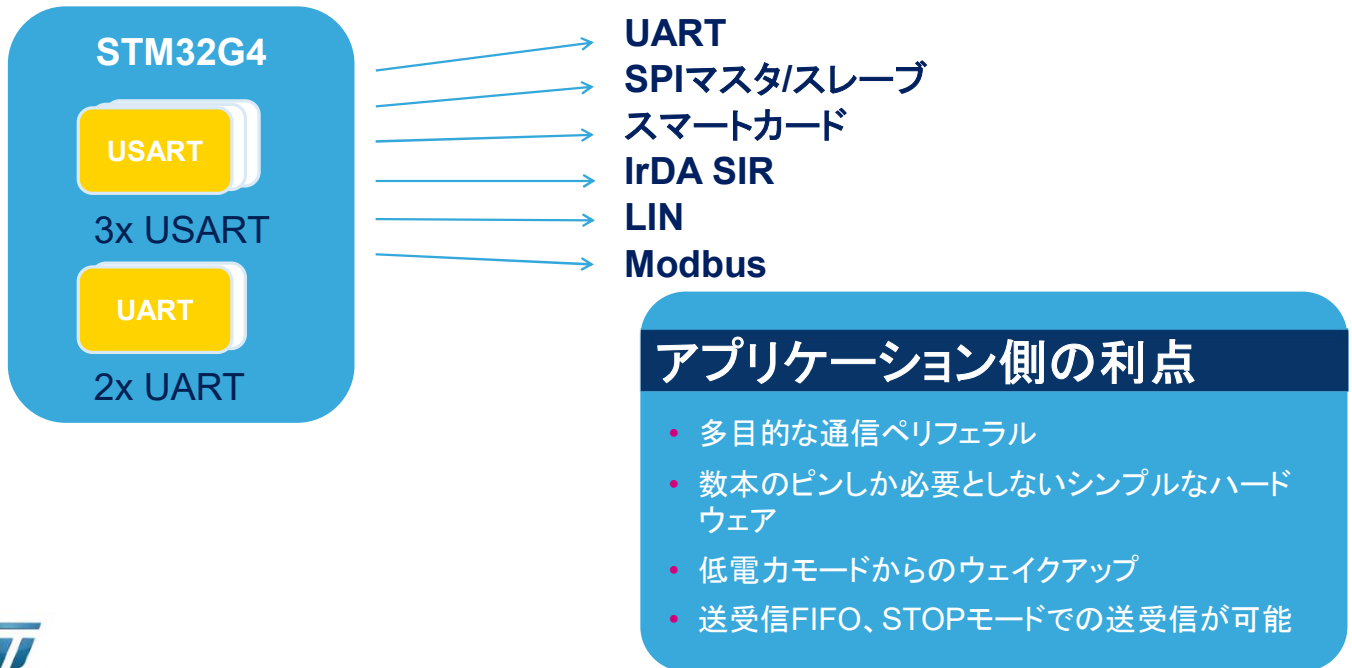 STM32G4
USART
3x USART
UART
2x UART
UART
SPIマスタ/スレーブ
スマートカード
IrDA SIR
LIN
Modbus
アプリケーション側の利点
• 多目的な通信ペリフェラル
• 数本のピンしか必要としないシンプルなハード
ウェア
• 低電力モードからのウェイクアップ
• 送受信FIFO、STOPモードでの送受信が可能